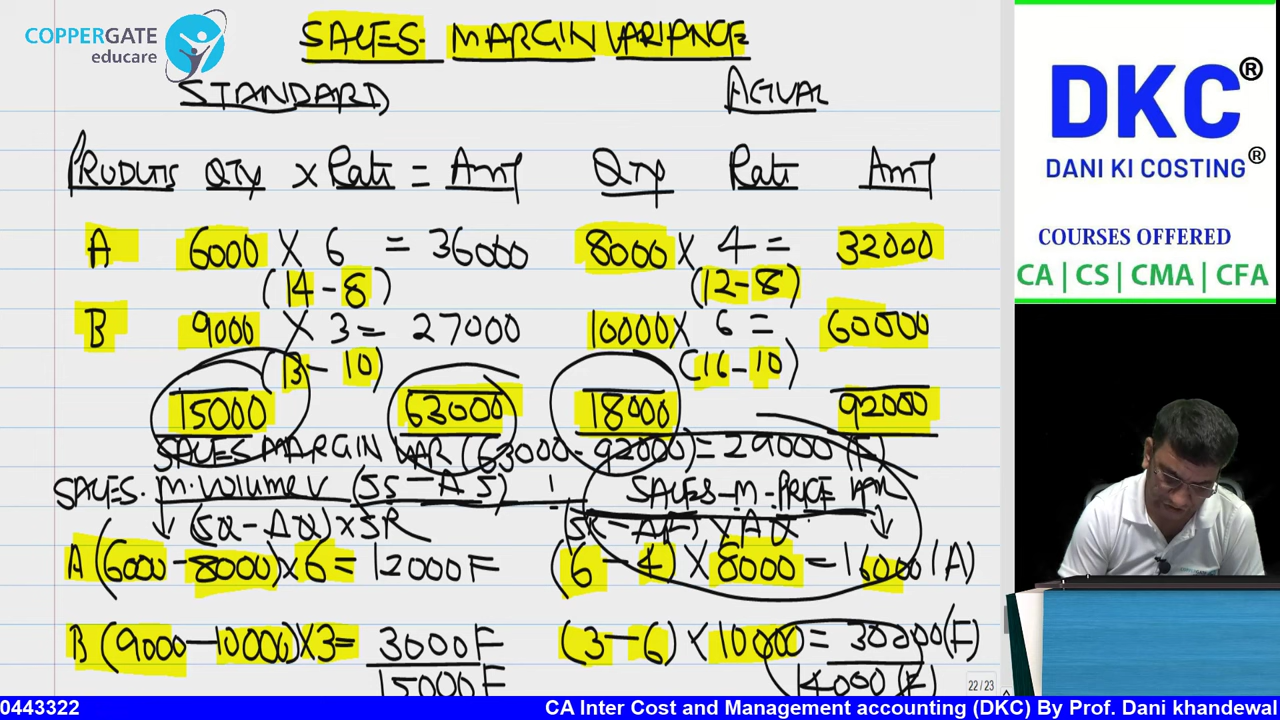 COPPERGATE
educare
SALES MARGIN VARIANCE
STANDARD ACTUAL
PRODUCTS QTY X Rate = Amt QTY Rate Amt
A 6000 X 6 = 36000 8000 X 4 = 32000
(14 - 8) (12 - 8)
B 9000 X 3 = 27000 10000 X 6 = 60000
(13 - 10) (16 - 10)
15000 63000 18000 92000
SALES MARGIN VAR (63000 - 92000) = 29000 (F)
SALES. M. VOLUME V (SS - AS) SALES - M - PRICE VAR
(SQ - AQ) X SR (SR - AR) X AQ
A (6000 - 8000) X 6 = 12000 F (6 - 4) X 8000 = 16000 (A)
B (9000 - 10000) X 3 = 3000 F (3 - 6) X 10000 = 30000 (F)
15000 F 14000 (F)
22 / 23
DKC®
DANI KI COSTING®
COURSES OFFERED
CA | CS | CMA | CFA
0443322 CA Inter Cost and Management accounting (DKC) By Prof. Dani khandewal